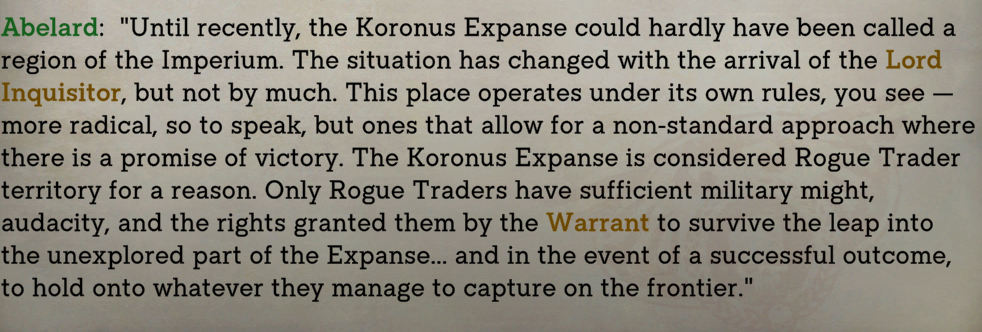 Abelard:  "Until recently, the Koronus Expanse could hardly have been called a
region of the Imperium. The situation has changed with the arrival of the Lord
Inquisitor, but not by much. This place operates under its own rules, you see —
more radical, so to speak, but ones that allow for a non-standard approach where
there is a promise of victory. The Koronus Expanse is considered Rogue Trader
territory for a reason. Only Rogue Traders have sufficient military might,
audacity, and the rights granted them by the Warrant to survive the leap into
the unexplored part of the Expanse... and in the event of a successful outcome,
to hold onto whatever they manage to capture on the frontier."